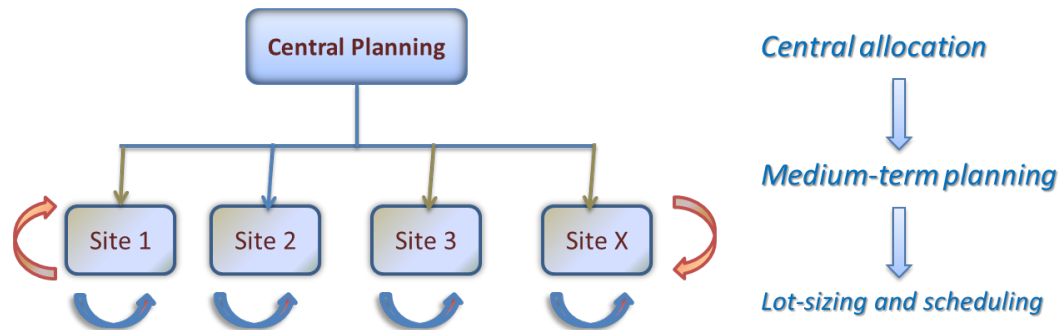 Central Planning
Central allocation
Medium-term planning
Site 1
Site 2
Site 3
Site X
Lot-sizing and scheduling